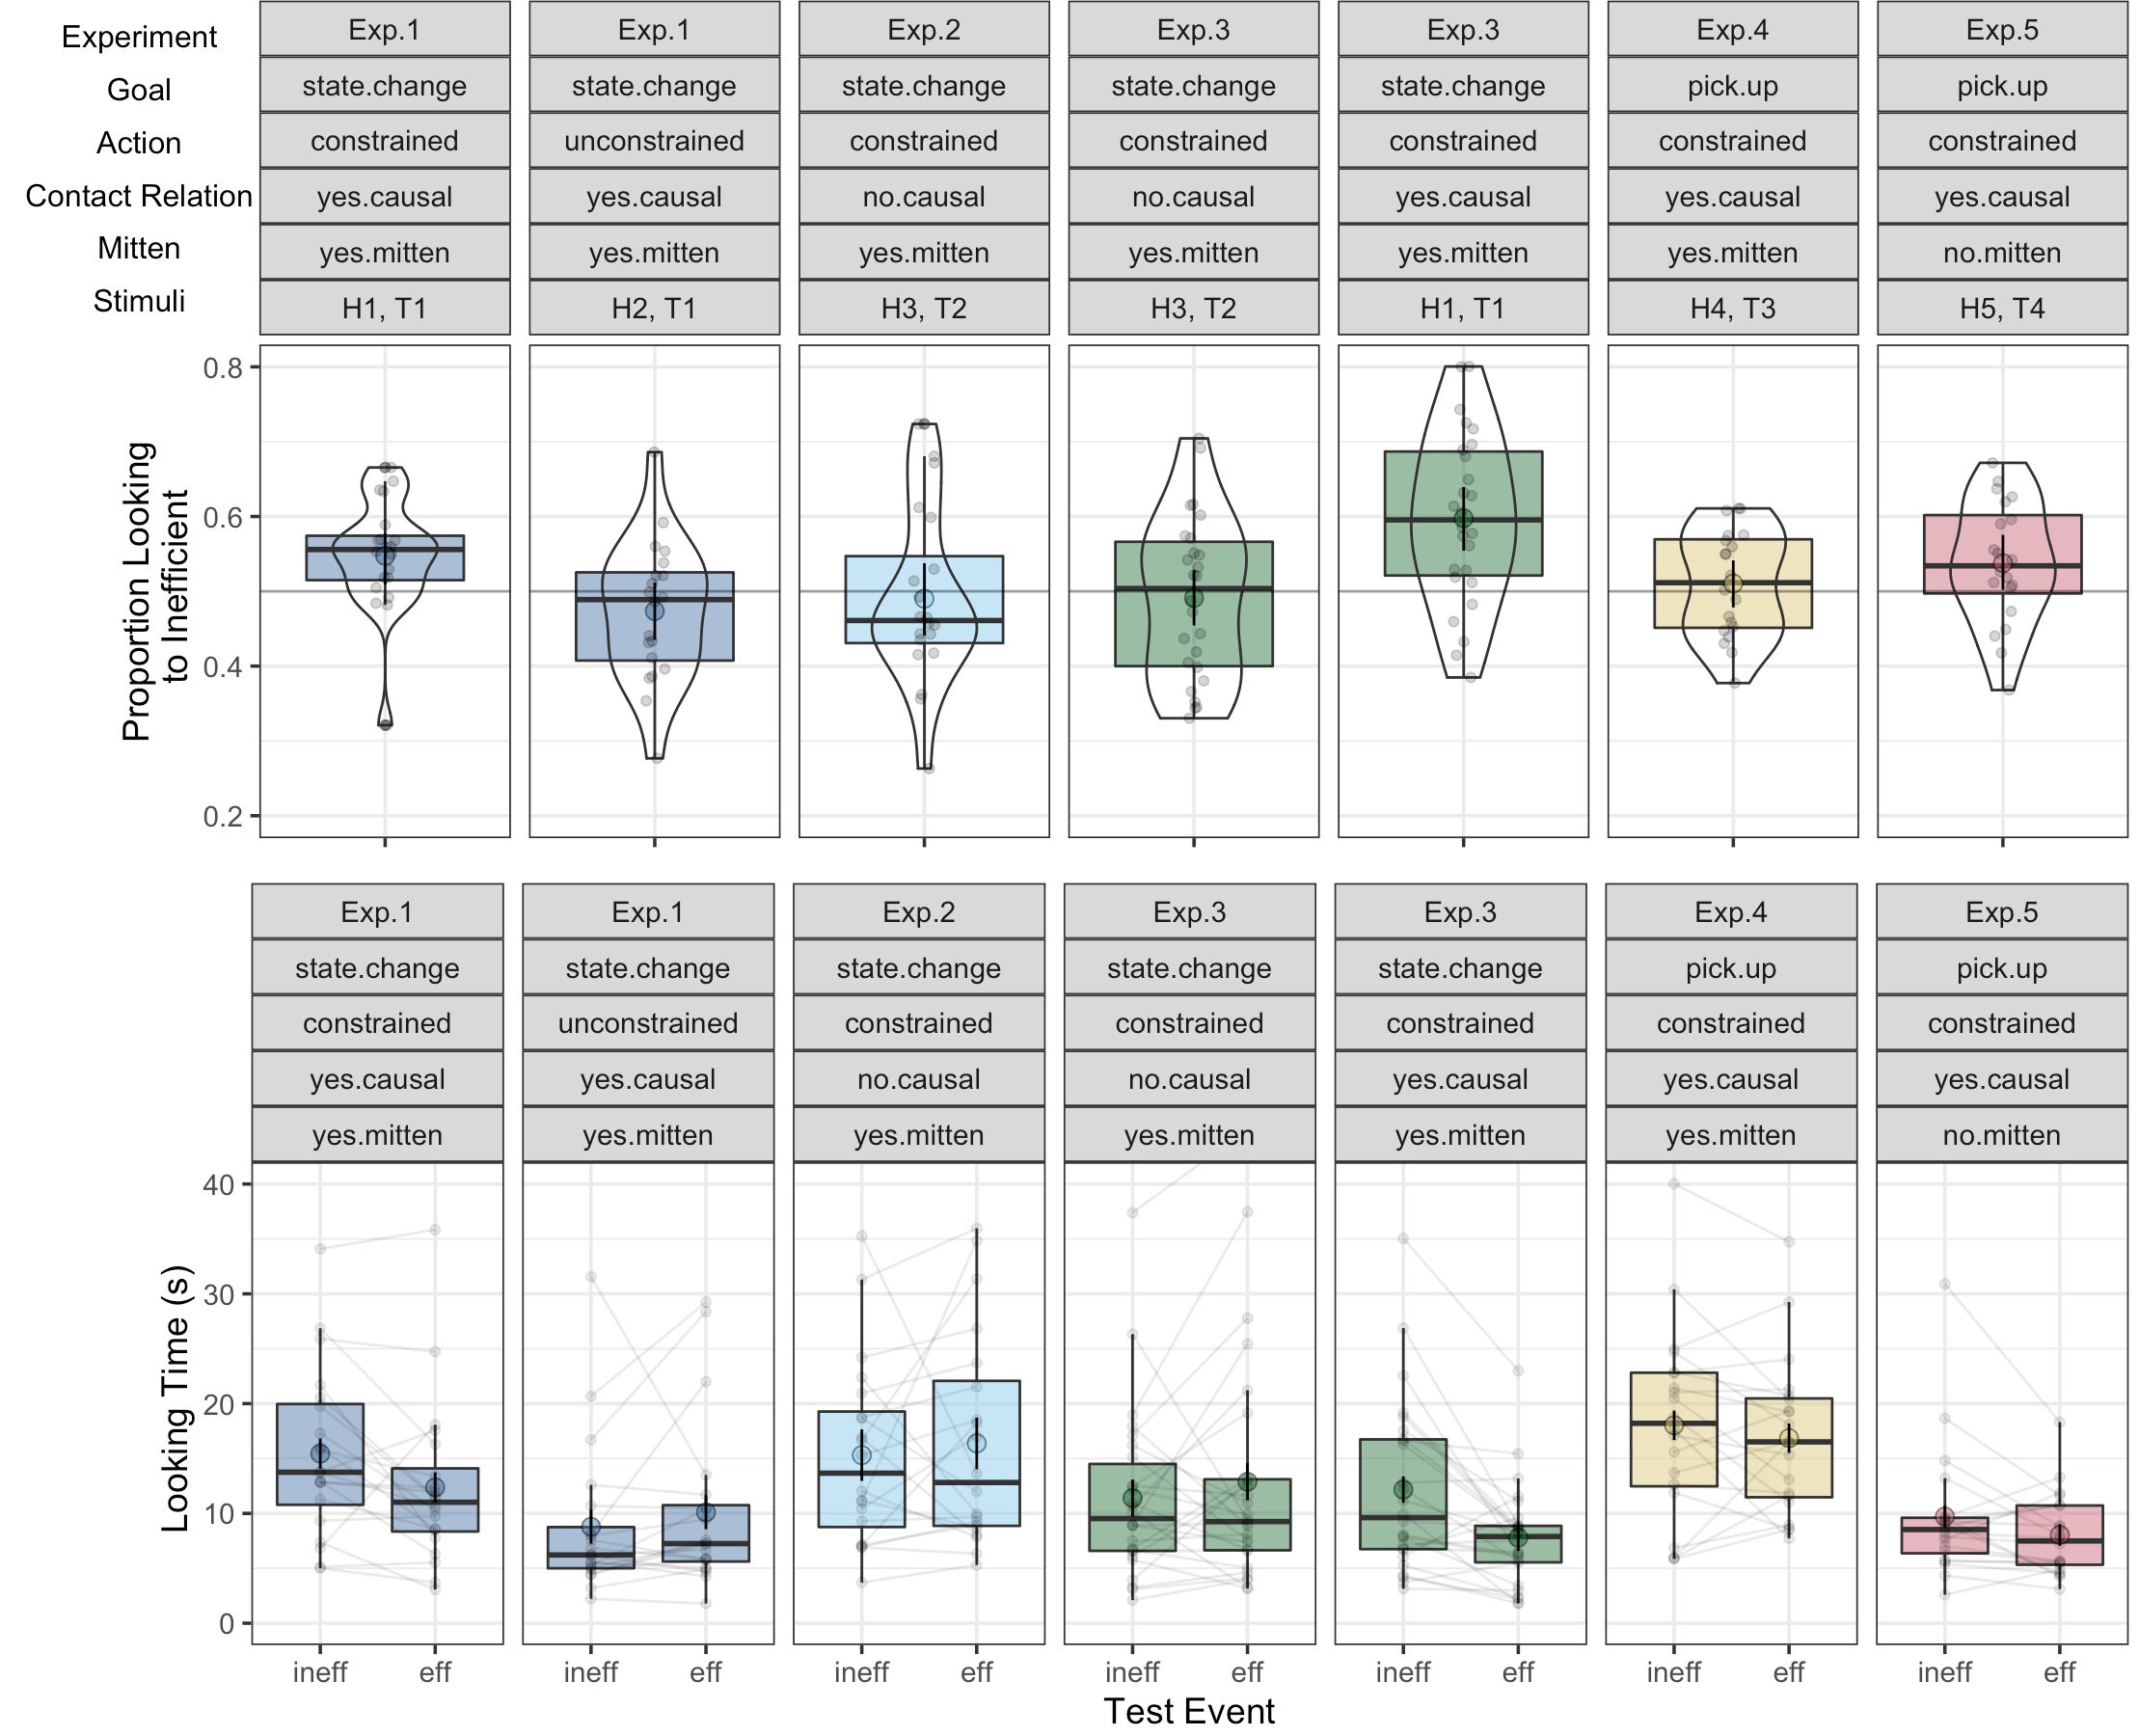 Experiment Exp.1 Exp.1 Exp.2 Exp.3 Exp.3 Exp.4 Exp.5
Goal state.change state.change state.change state.change state.change pick.up pick.up
Action constrained unconstrained constrained constrained constrained constrained constrained
Contact Relation yes.causal yes.causal no.causal no.causal yes.causal yes.causal yes.causal
Mitten yes.mitten yes.mitten yes.mitten yes.mitten yes.mitten yes.mitten no.mitten
Stimuli H1, T1 H2, T1 H3, T2 H3, T2 H1, T1 H4, T3 H5, T4
Proportion Looking
to Inefficient
0.8
0.6
0.4
0.2
Exp.1 Exp.1 Exp.2 Exp.3 Exp.3 Exp.4 Exp.5
state.change state.change state.change state.change state.change pick.up pick.up
constrained unconstrained constrained constrained constrained constrained constrained
yes.causal yes.causal no.causal no.causal yes.causal yes.causal yes.causal
yes.mitten yes.mitten yes.mitten yes.mitten yes.mitten yes.mitten no.mitten
Looking Time (s)
40
30
20
10
0
ineff eff ineff eff ineff eff ineff eff ineff eff ineff eff ineff eff
Test Event